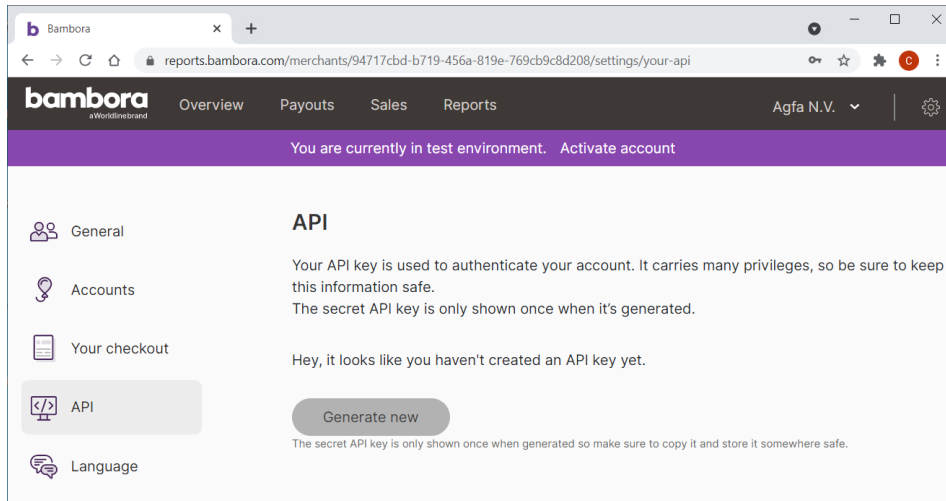 Bambora
reports.bambora.com/merchants/94717cbd-b719-456a-819e-769cb9c8d208/settings/your-api
C
bambora
aWorldlinebrand
Overview Payouts Sales Reports Agfa N.V.
You are currently in test environment. Activate account
General
Accounts
Your checkout
API
Language
API
Your API key is used to authenticate your account. It carries many privileges, so be sure to keep
this information safe.
The secret API key is only shown once when it's generated.
Hey, it looks like you haven't created an API key yet.
Generate new
The secret API key is only shown once when generated so make sure to copy it and store it somewhere safe.